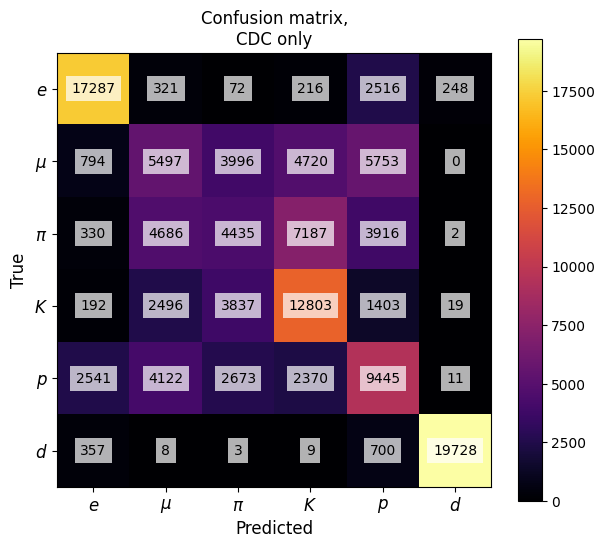 Confusion matrix,
CDC only
True
e 17287 321 72 216 2516 248
μ 794 5497 3996 4720 5753 0
π 330 4686 4435 7187 3916 2
K 192 2496 3837 12803 1403 19
p 2541 4122 2673 2370 9445 11
d 357 8 3 9 700 19728
e μ π K p d
Predicted
17500
15000
12500
10000
7500
5000
2500
0